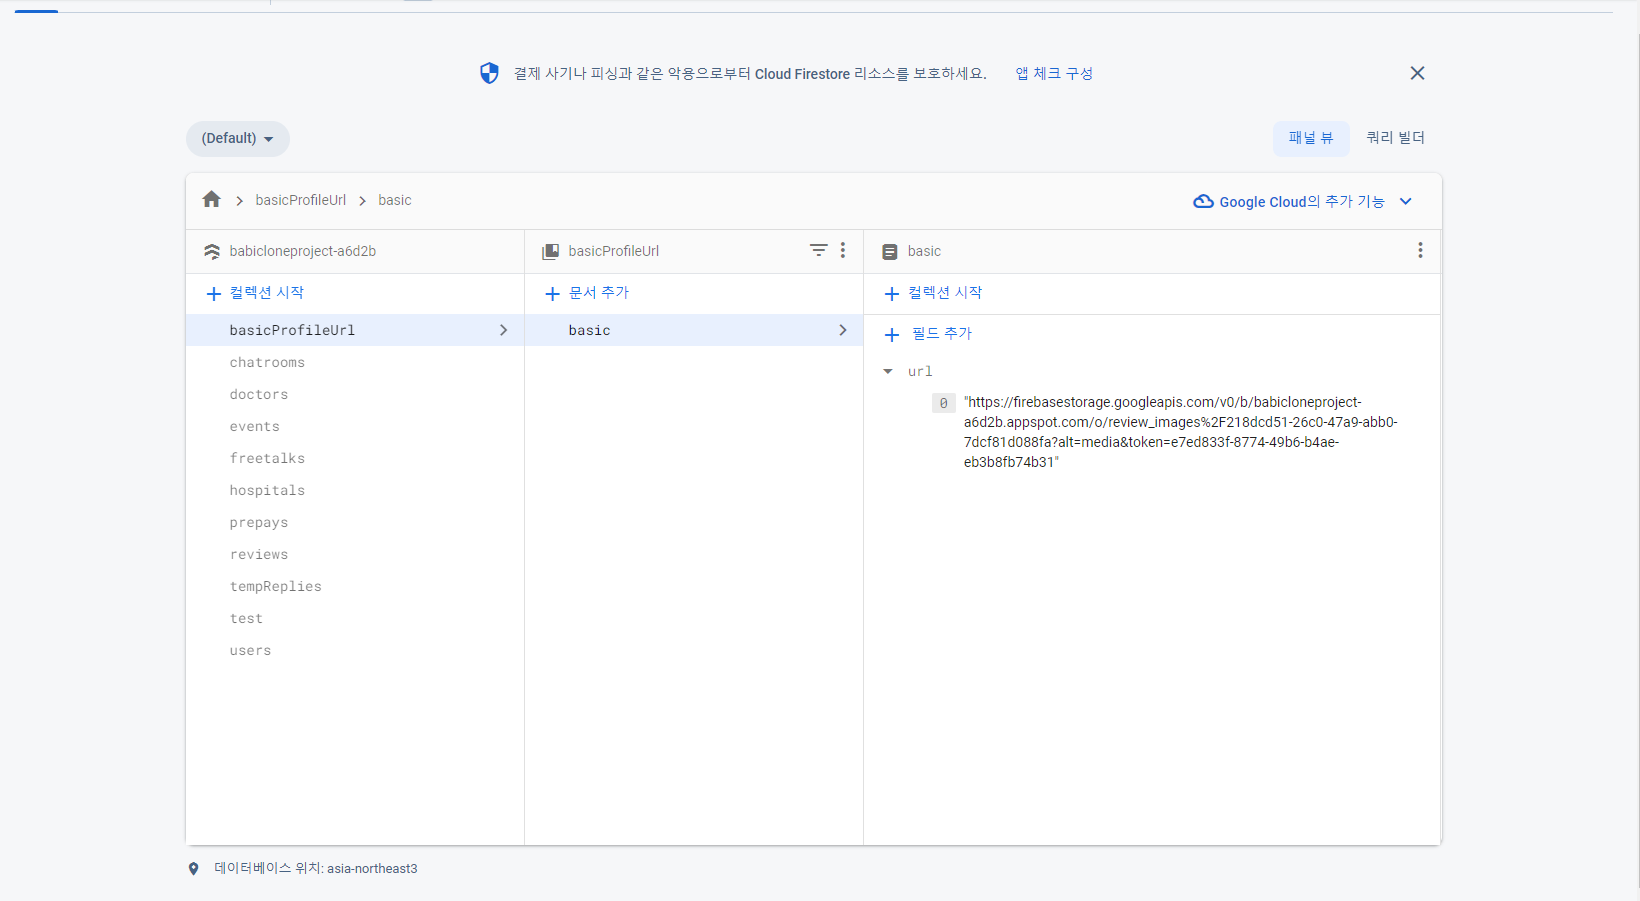 결제 사기나 피싱과 같은 악용으로부터 Cloud Firestore 리소스를 보호하세요. 앱 체크 구성
(Default)
패널 뷰 쿼리 빌더
basicProfileUrl basic
Google Cloud의 추가 기능
babicloneproject-a6d2b
컬렉션 시작
basicProfileUrl
chatrooms
doctors
events
freetalks
hospitals
prepays
reviews
tempReplies
test
users
basicProfileUrl
문서 추가
basic
basic
컬렉션 시작
필드 추가
url
0
"https://firebasestorage.googleapis.com/v0/b/babicloneproject-
a6d2b.appspot.com/o/review_images%2F218dcd51-26c0-47a9-abb0-
7dcf81d088fa?alt=media&token=e7ed833f-8774-49b6-b4ae-
eb3b8fb74b31"
데이터베이스 위치: asia-northeast3